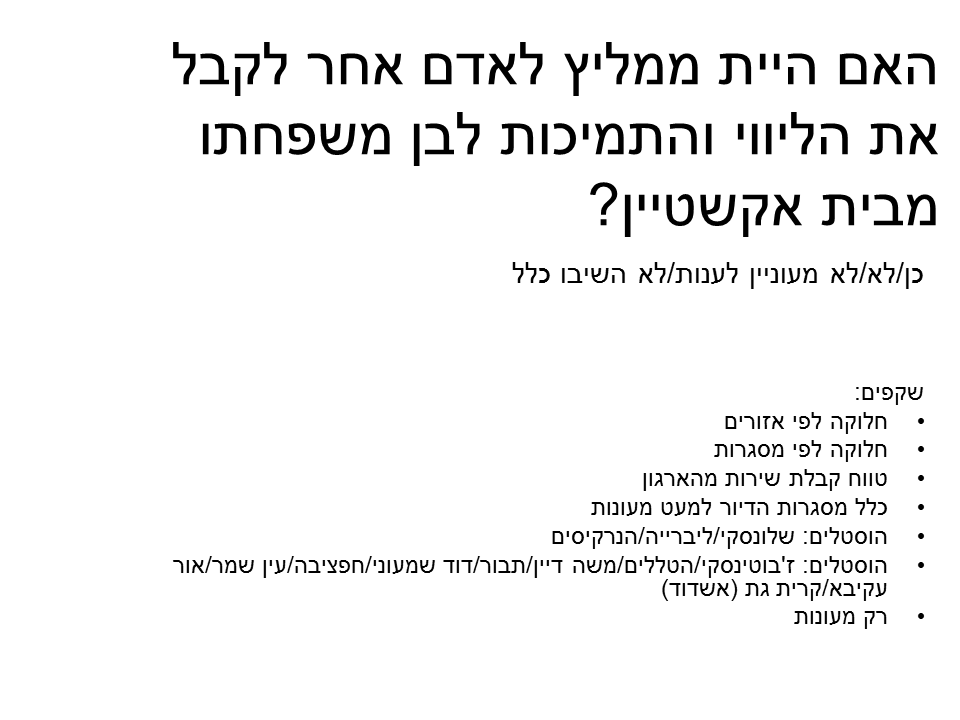 האם היית ממליץ לאדם אחר לקבל
את הליווי והתמיכות לבן משפחתו
מבית אקשטיין?
כן/לא/לא מעוניין לענות/לא השיבו כלל
שקפים:
• חלוקה לפי אזורים
• חלוקה לפי מסגרות
• טווח קבלת שירות מהארגון
• כלל מסגרות הדיור למעט מעונות
• הוסטלים: שלונסקי/ליברייה/הנרקיסים
• הוסטלים: ז'בוטינסקי/הטללים/משה דיין/תבור/דוד שמעוני/חפציבה/עין שמר/אור
עקיבא/קרית גת (אשדוד)
• רק מעונות